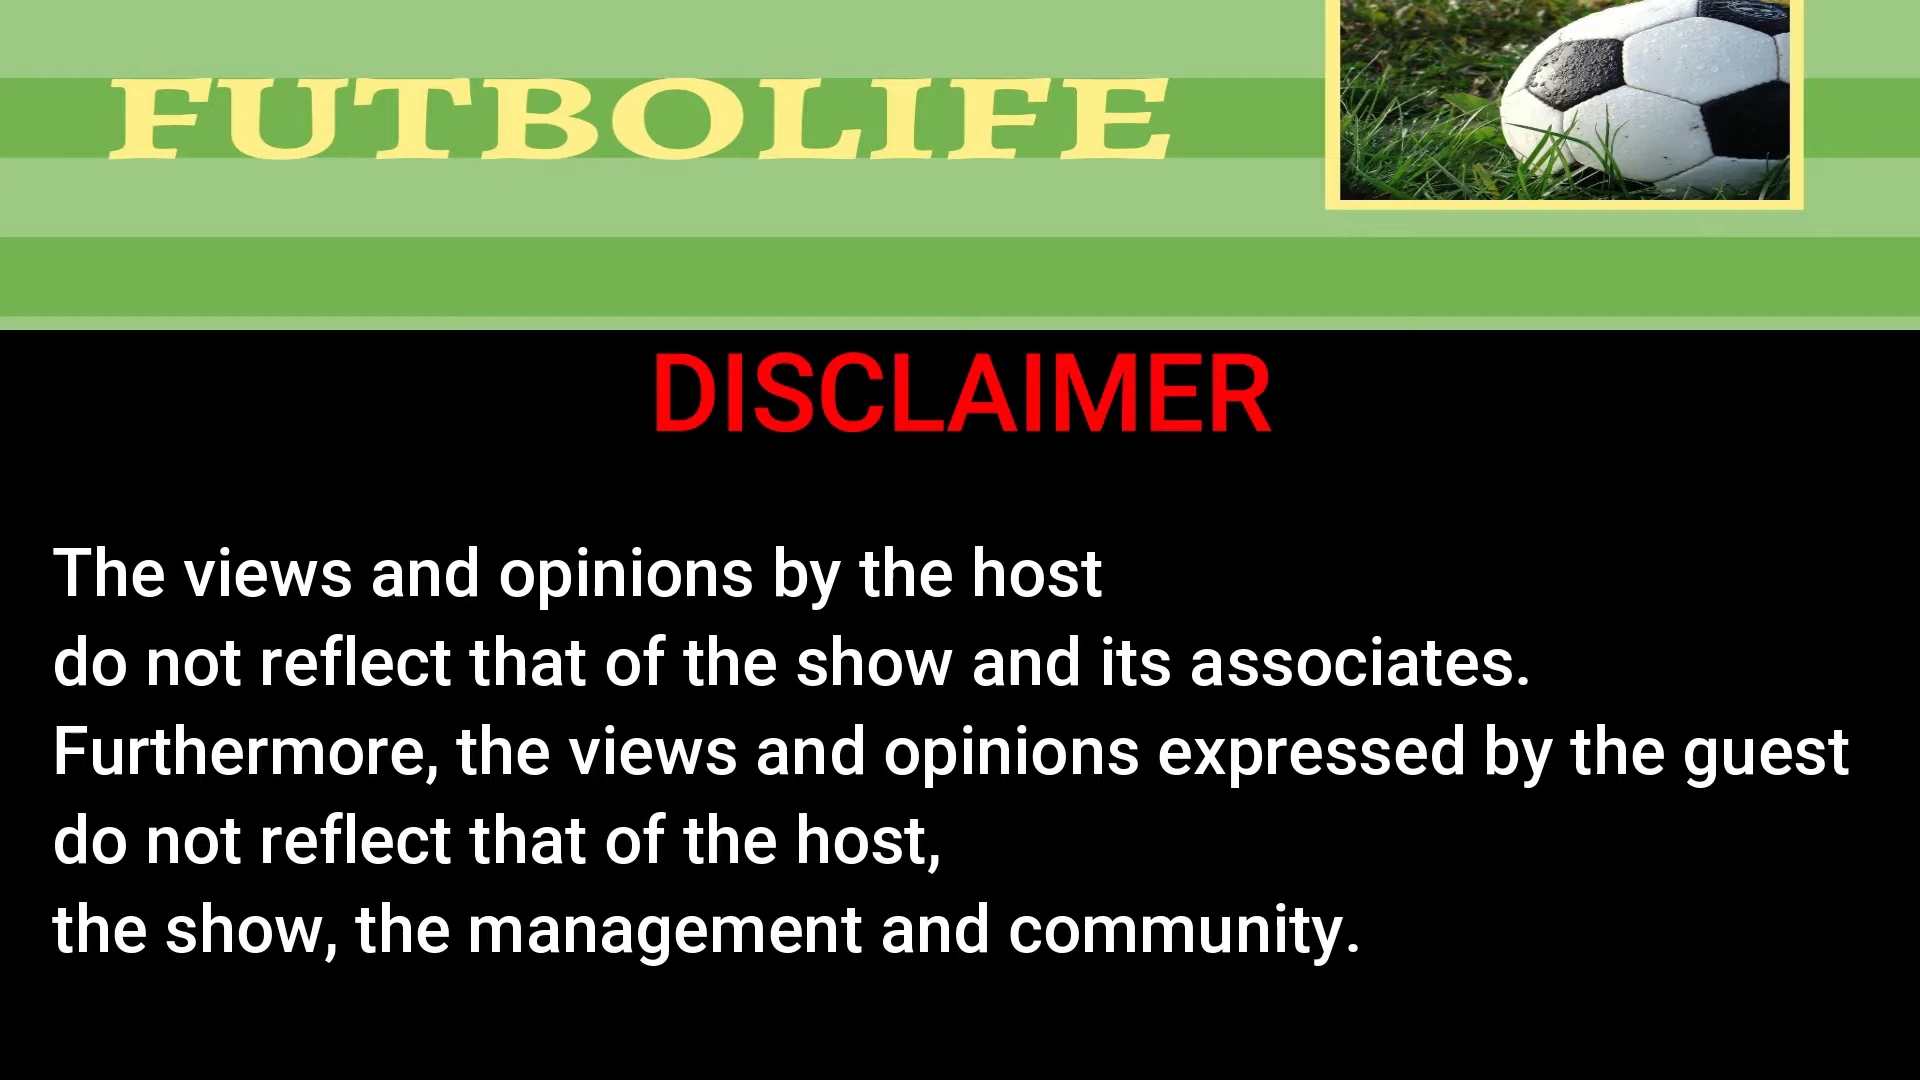 FUTBOLIFE
DISCLAIMER
The views and opinions by the host
do not reflect that of the show and its associates.
Furthermore, the views and opinions expressed by the guest
do not reflect that of the host,
the show, the management and community.